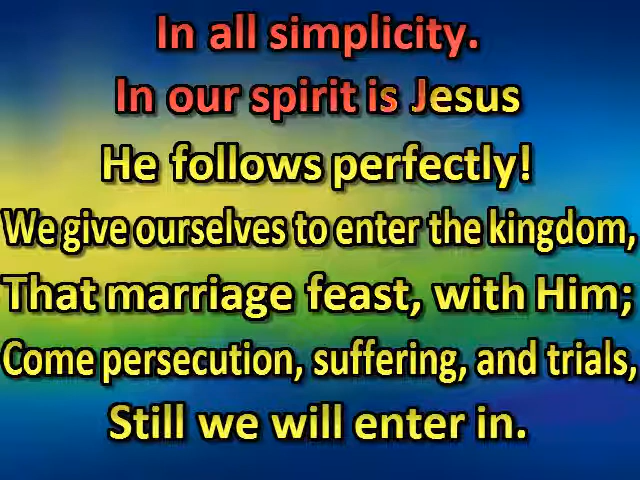 In all simplicity.
In our spirit is Jesus
He follows perfectly!
We give ourselves to enter the kingdom,
That marriage feast, with Him;
Come persecution, suffering, and trials,
Still we will enter in.